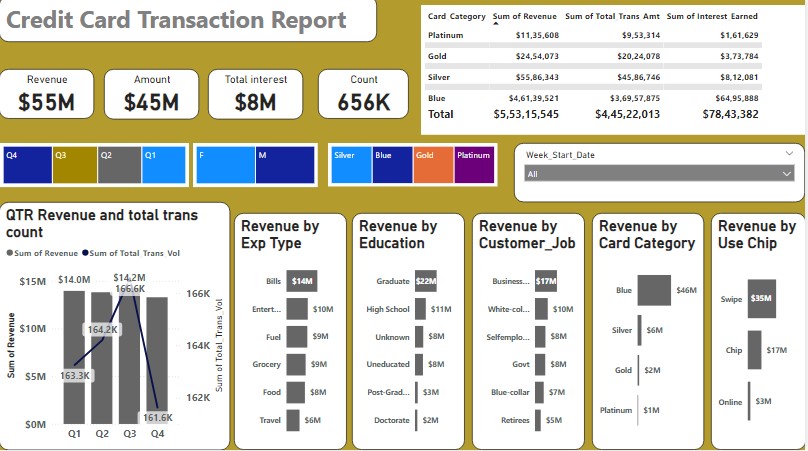 Credit Card Transaction Report
Card Category Sum of Revenue Sum of Total Trans Amt Sum of Interest Earned
Platinum $11,35,608 $9,53,314 $1,61,629
Gold $24,54,073 $20,24,078 $3,73,784
Silver $55,86,343 $45,86,746 $8,12,081
Blue $4,61,39,521 $3,69,57,875 $64,95,888
Total $5,53,15,545 $4,45,22,013 $78,43,382
Revenue
$55M
Amount
$45M
Total interest
$8M
Count
656K
Q4 Q3 Q2 Q1
F M
Silver Blue Gold Platinum
Week_Start_Date
All
QTR Revenue and total trans
count
Sum of Revenue Sum of Total_Trans_Vol
Sum of Revenue
$15M
$10M
$5M
$0M
$14.0M
$14.2M
166.6K
164.2K
163.3K
161.6K
166K
164K
162K
Sum of Total_Trans_Vol
Q1 Q2 Q3 Q4
Revenue by
Exp Type
Bills $14M
Entert... $10M
Fuel $9M
Grocery $9M
Food $8M
Travel $6M
Revenue by
Education
Graduate $22M
High School $11M
Unknown $8M
Uneducated $8M
Post-Grad... $3M
Doctorate $2M
Revenue by
Customer_Job
Business... $17M
White-col... $10M
Selfemplo... $8M
Govt $8M
Blue-collar $7M
Retirees $5M
Revenue by
Card Category
Blue $46M
Silver $6M
Gold $2M
Platinum $1M
Revenue by
Use Chip
Swipe $35M
Chip $17M
Online $3M